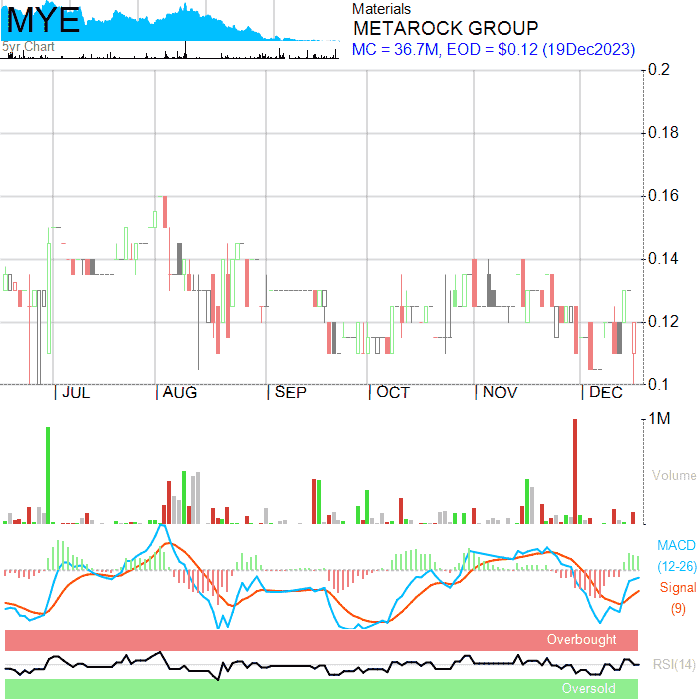 MYE
5yr Chart
Materials
METAROCK GROUP
MC = 36.7M, EOD = $0.12 (19Dec2023)
0.2
0.18
0.16
0.14
0.12
0.1
JUL AUG SEP OCT NOV DEC
1M
Volume
MACD
(12-26)
Signal
(9)
Overbought
RSI(14)
Oversold